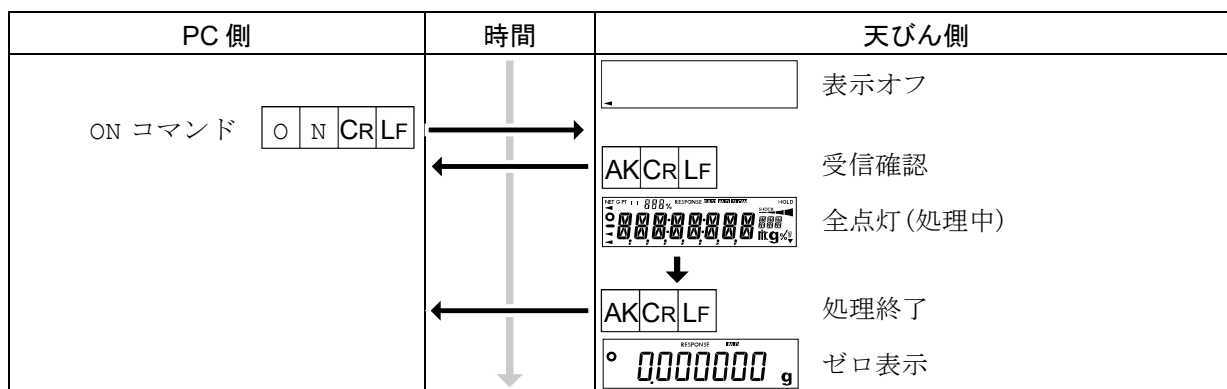 PC 側 時間 天びん側
表示オフ
ON コマンド O N CR LF
AK CR LF 受信確認
NET G PT 888% RESPONSE HOLD
SHOCK
全点灯(処理中)
AK CR LF 処理終了
RESPONSE
0.000000 g ゼロ表示